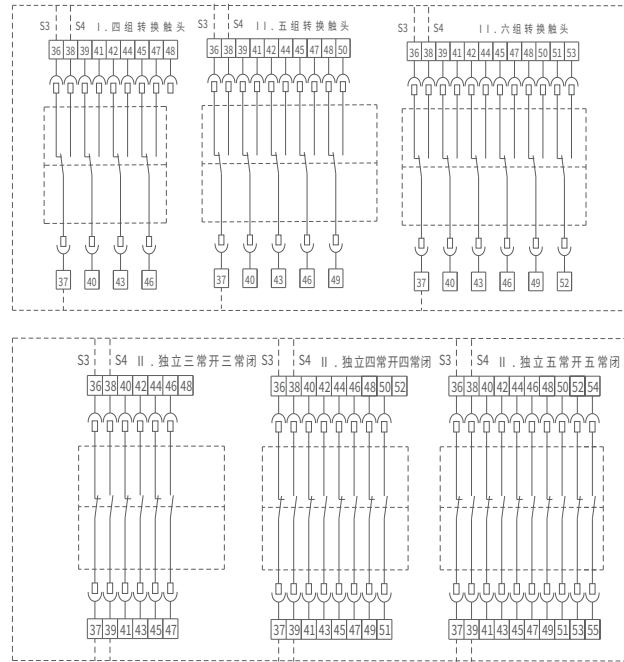 S3 S4 I.四组转换触头
36 38 39 41 42 44 45 47 48
37 40 43 46
S3 S4 II.五组转换触头
36 38 39 41 42 44 45 47 48 50
37 40 43 46 49
S3 S4 II.六组转换触头
36 38 39 41 42 44 45 47 48 50 51 53
37 40 43 46 49 52
S3 S4 II.独立三常开三常闭
36 38 40 42 44 46 48
37 39 41 43 45 47
S3 S4 II.独立四常开四常闭
36 38 40 42 44 46 48 50 52
37 39 41 43 45 47 49 51
S3 S4 II.独立五常开五常闭
36 38 40 42 44 46 48 50 52 54
37 39 41 43 45 47 49 51 53 55